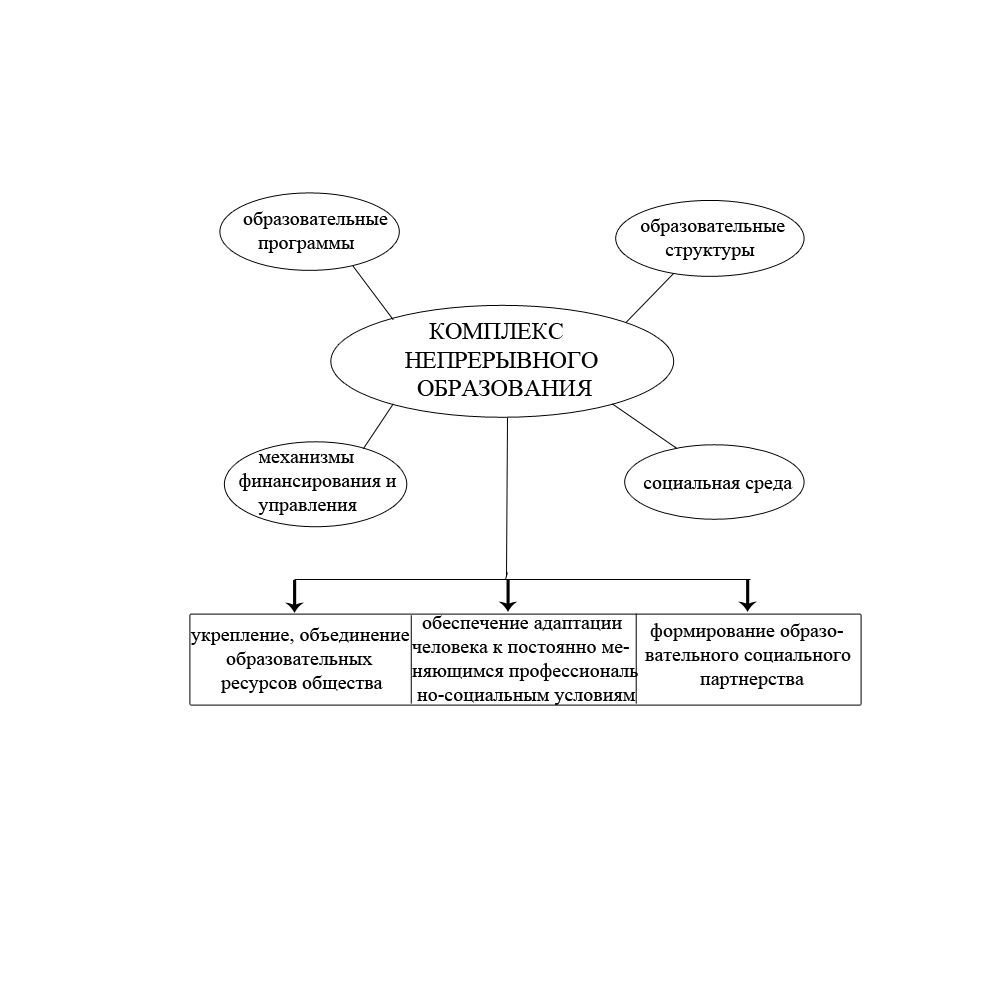 образовательные
программы
образовательные
структуры
КОМПЛЕКС
НЕПРЕРЫВНОГО
ОБРАЗОВАНИЯ
механизмы
финансирования и
управления
социальная среда
укрепление, объединение
образовательных
ресурсов общества
обеспечение адаптации
человека к постоянно ме-
няющимся профессиональ
но-социальным условиям
формирование образо-
вательного социального
партнерства